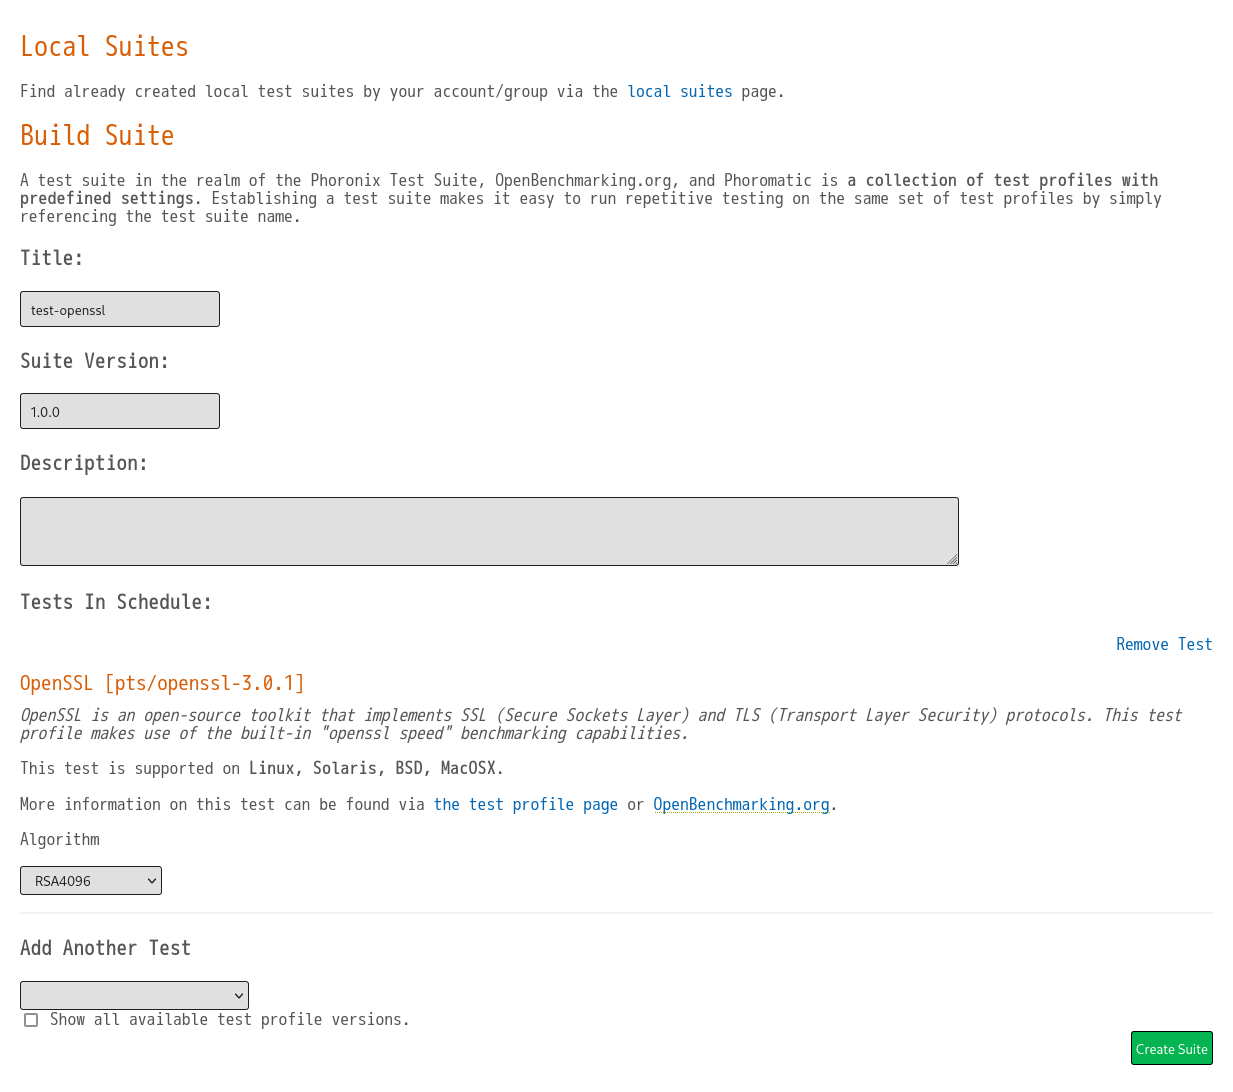 Local Suites
Find already created local test suites by your account/group via the local suites page.
Build Suite
A test suite in the realm of the Phoronix Test Suite, OpenBenchmarking.org, and Phoromatic is a collection of test profiles with
predefined settings. Establishing a test suite makes it easy to run repetitive testing on the same set of test profiles by simply
referencing the test suite name.
Title:
test-openssl
Suite Version:
1.0.0
Description:
Tests In Schedule:
Remove Test
OpenSSL [pts/openssl-3.0.1]
OpenSSL is an open-source toolkit that implements SSL (Secure Sockets Layer) and TLS (Transport Layer Security) protocols. This test
profile makes use of the built-in "openssl speed" benchmarking capabilities.
This test is supported on Linux, Solaris, BSD, MacOSX.
More information on this test can be found via the test profile page or OpenBenchmarking.org.
Algorithm
RSA4096
Add Another Test
Show all available test profile versions.
Create Suite